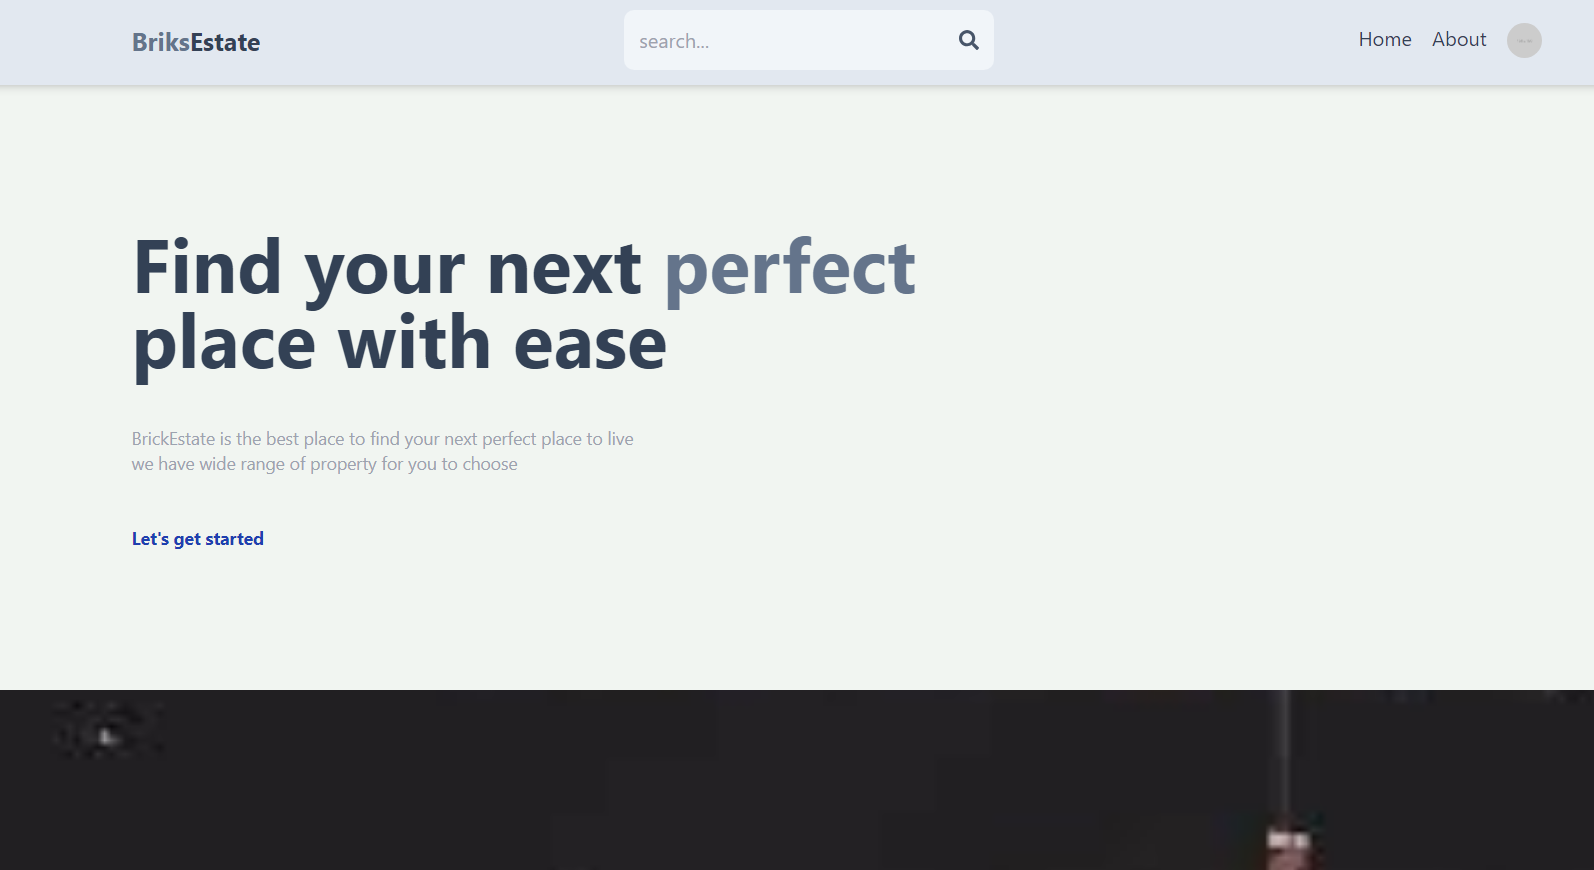 BriksEstate
search...
Home
About
Find your next perfect
place with ease
BrickEstate is the best place to find your next perfect place to live
we have wide range of property for you to choose
Let's get started